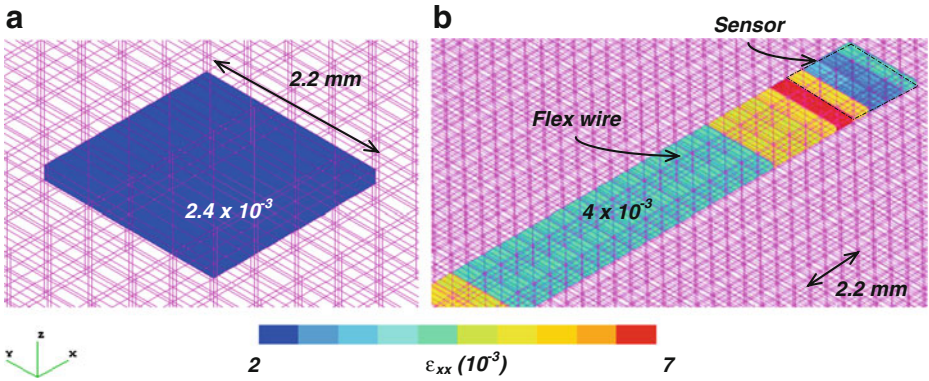 a
2.2 mm
2.4 x 10⁻³
b
Sensor
Flex wire
4 x 10⁻³
2.2 mm
z
Y
X
2
εxx (10⁻³)
7